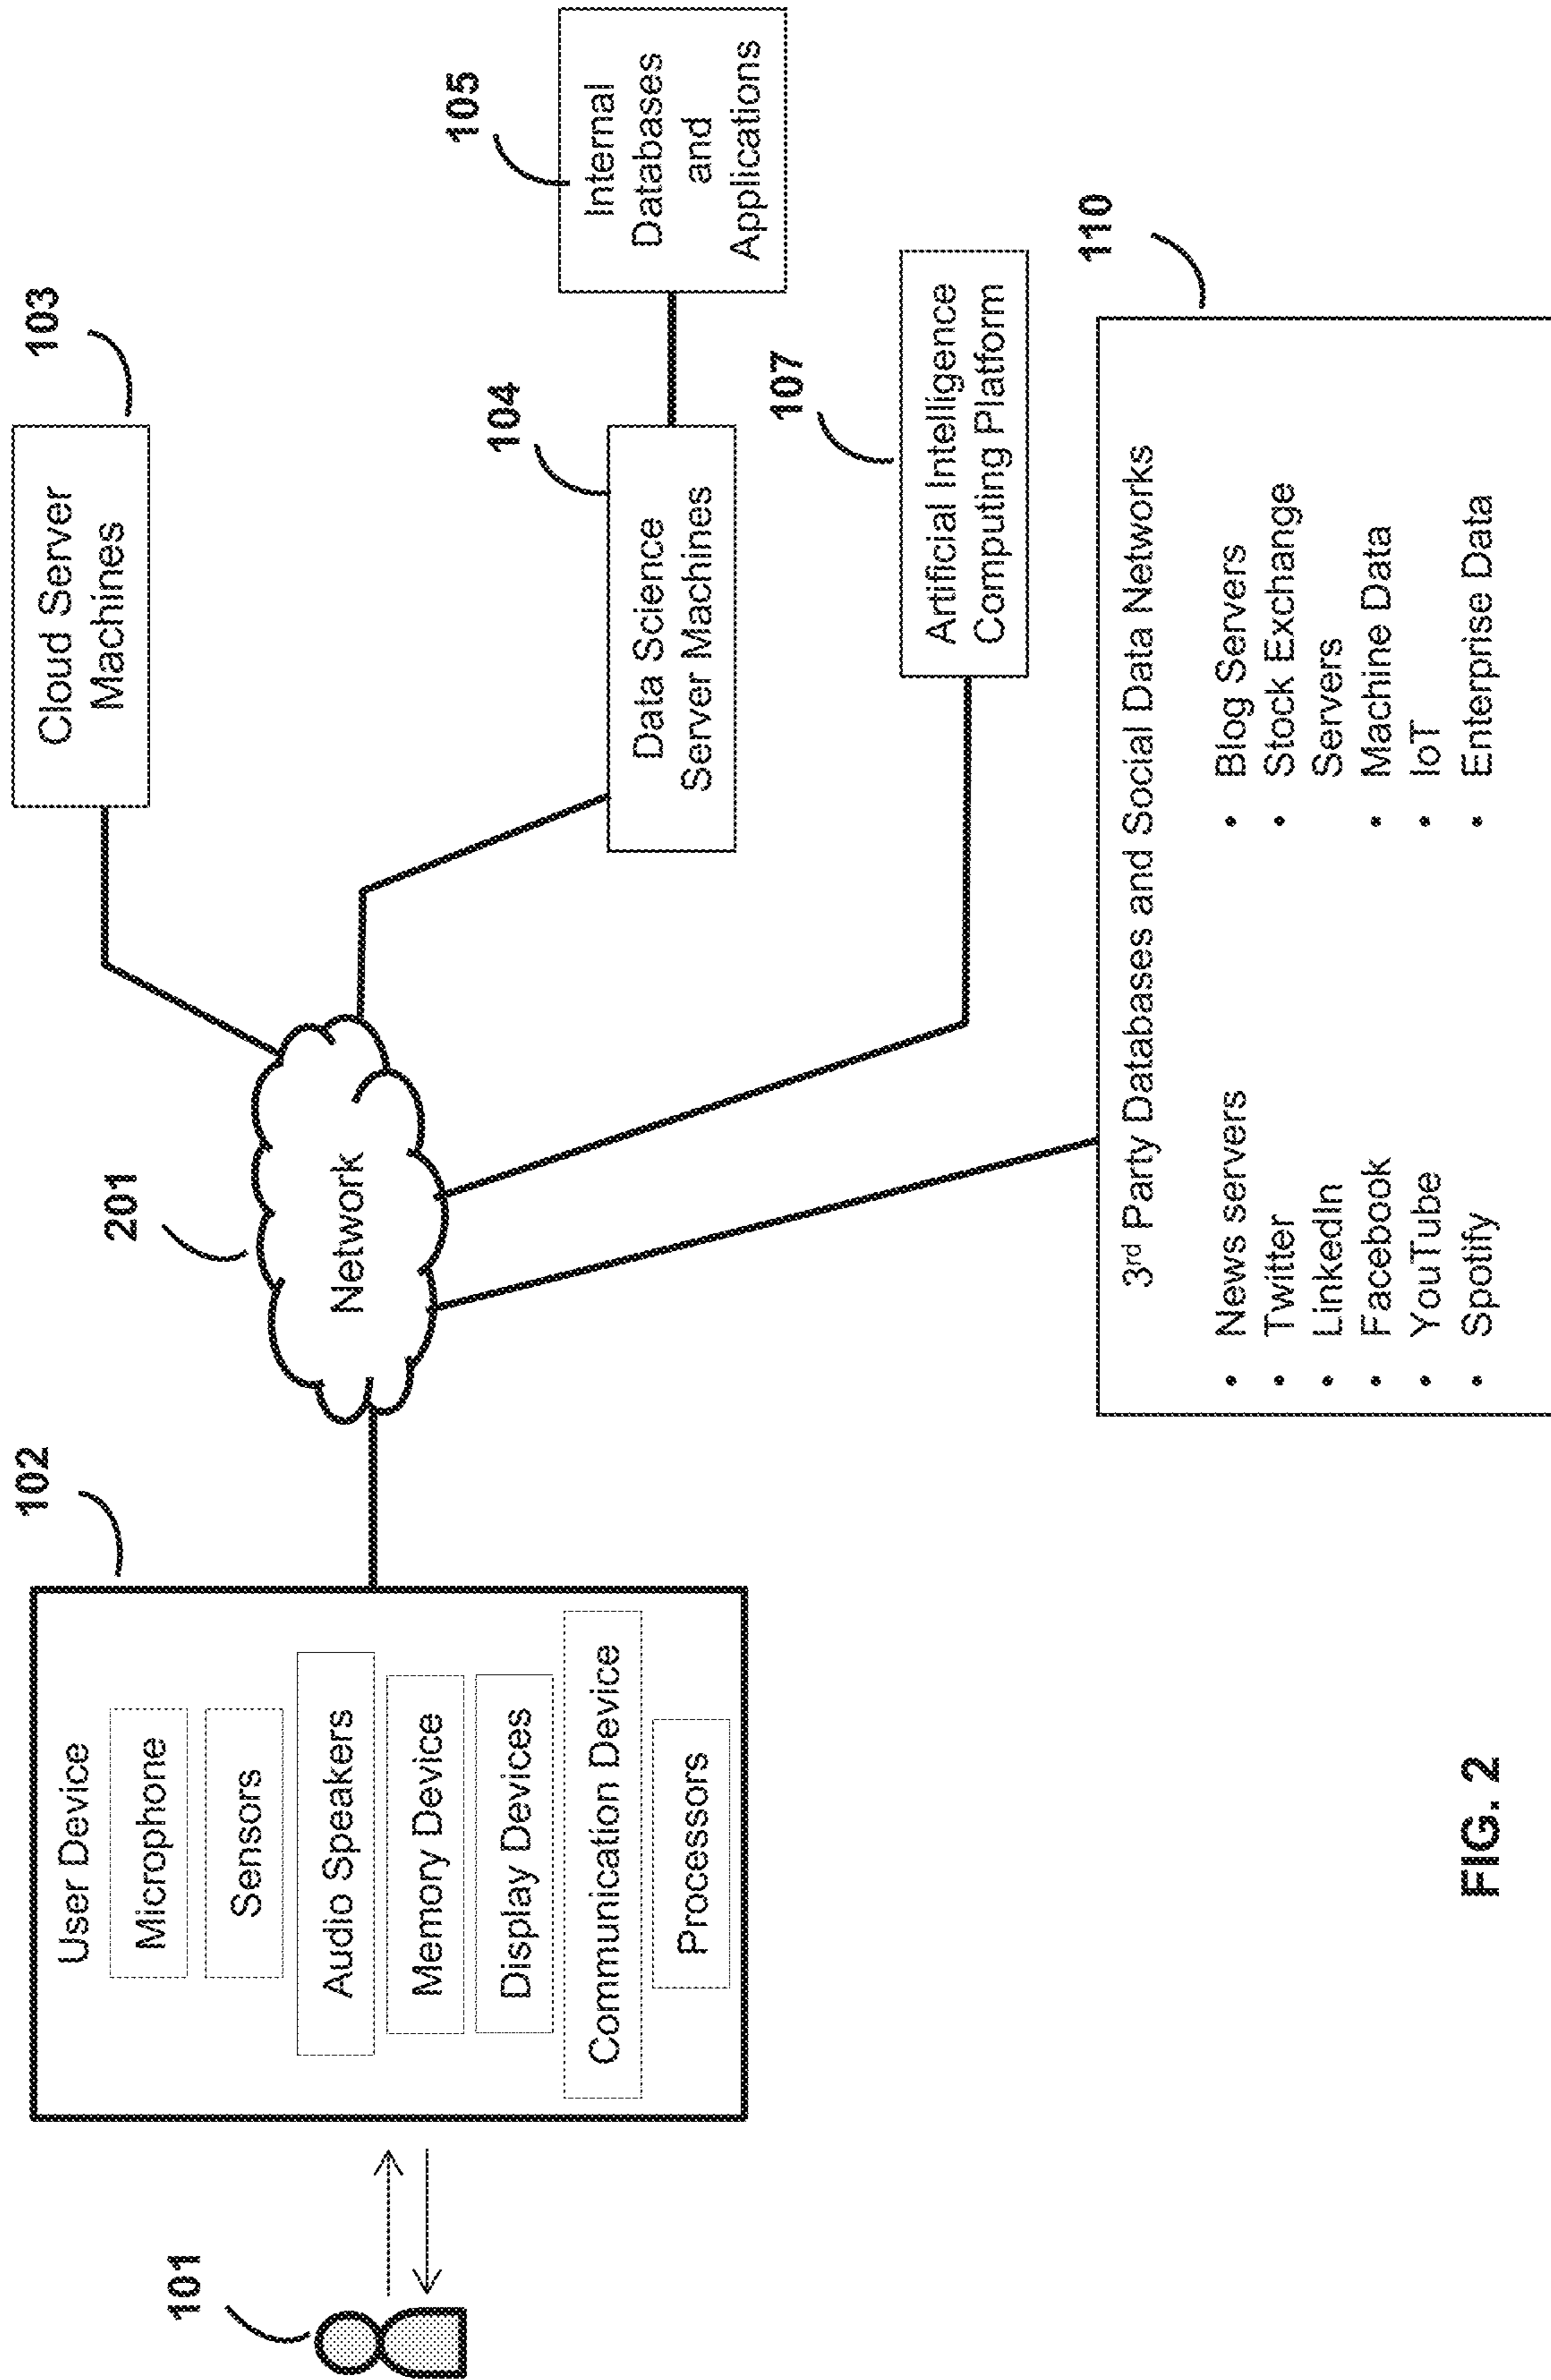 101
102
User Device
Microphone
Sensors
Audio Speakers
Memory Device
Display Devices
Communication Device
Processors
201
Network
103
Cloud Server
Machines
104
Data Science
Server Machines
105
Internal
Databases
and
Applications
107
Artificial Intelligence
Computing Platform
110
3rd Party Databases and Social Data Networks
• News servers
• Twitter
• LinkedIn
• Facebook
• YouTube
• Spotify
• Blog Servers
• Stock Exchange
Servers
• Machine Data
• IoT
• Enterprise Data
FIG. 2